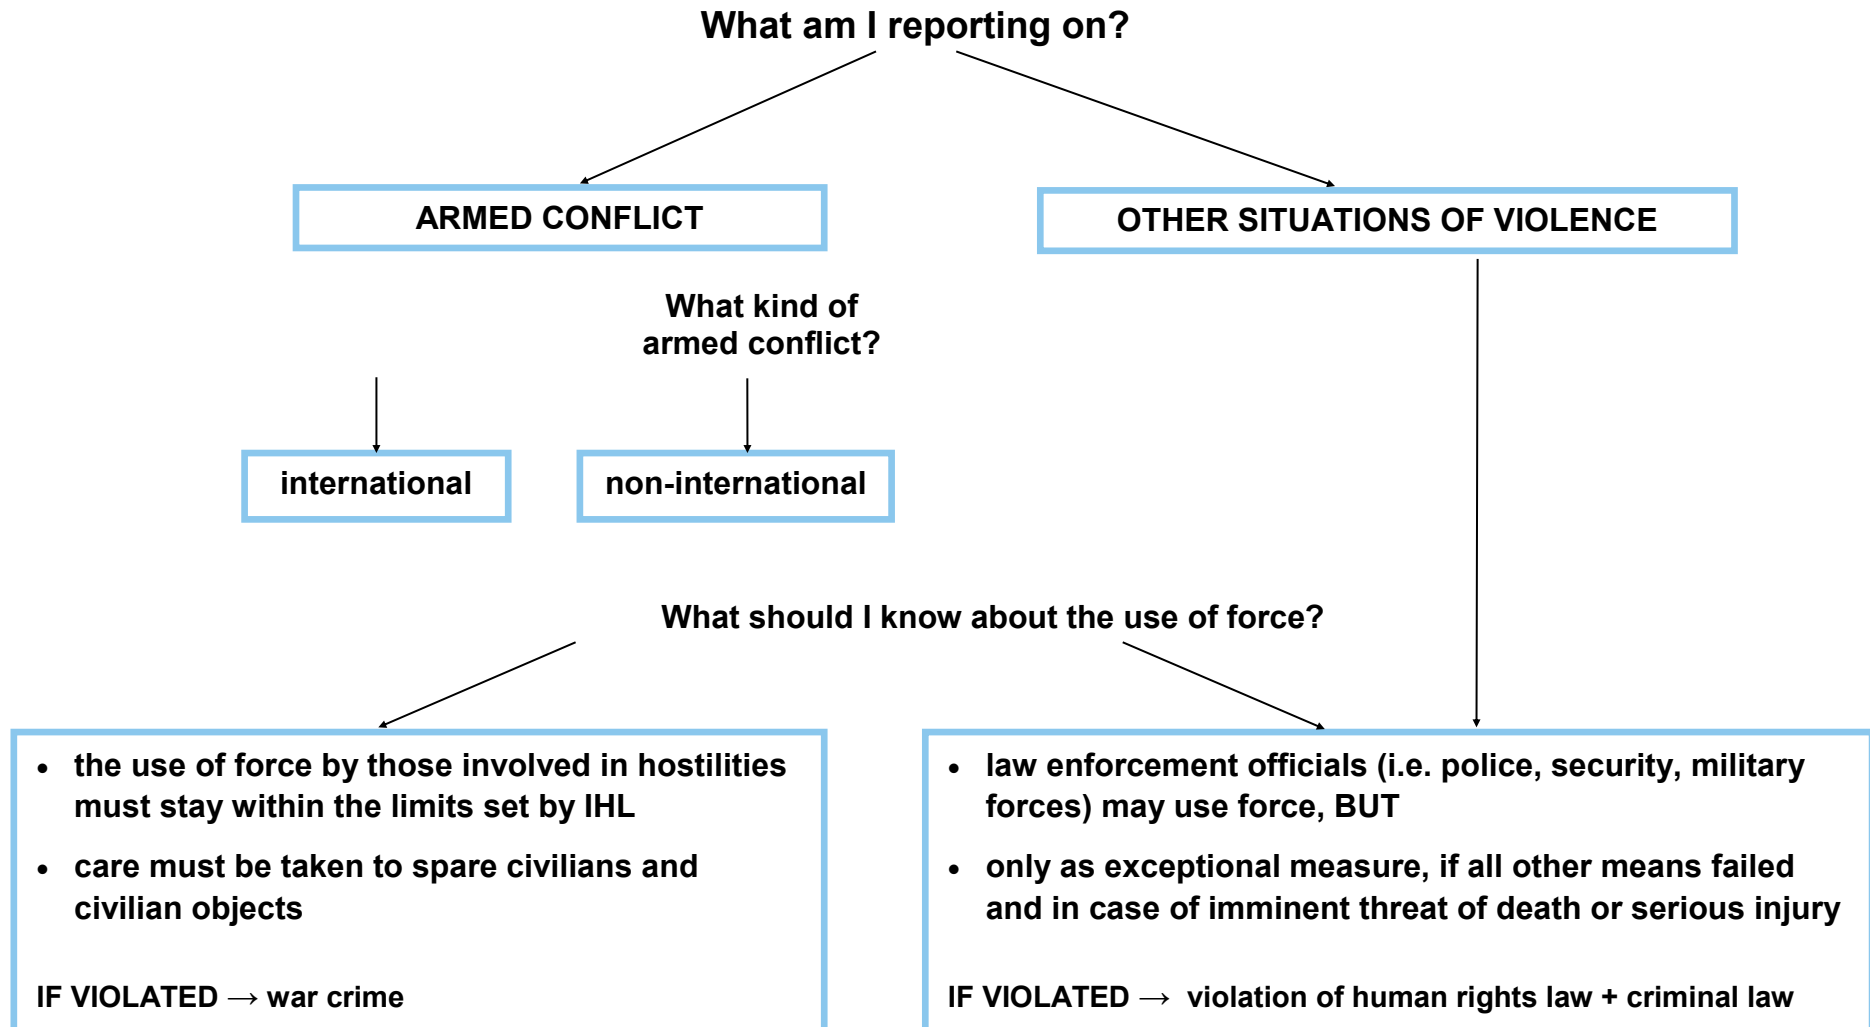 What am I reporting on?
ARMED CONFLICT
OTHER SITUATIONS OF VIOLENCE
What kind of
armed conflict?
international
non-international
What should I know about the use of force?
• the use of force by those involved in hostilities
must stay within the limits set by IHL
• care must be taken to spare civilians and
civilian objects
IF VIOLATED → war crime
• law enforcement officials (i.e. police, security, military
forces) may use force, BUT
• only as exceptional measure, if all other means failed
and in case of imminent threat of death or serious injury
IF VIOLATED → violation of human rights law + criminal law